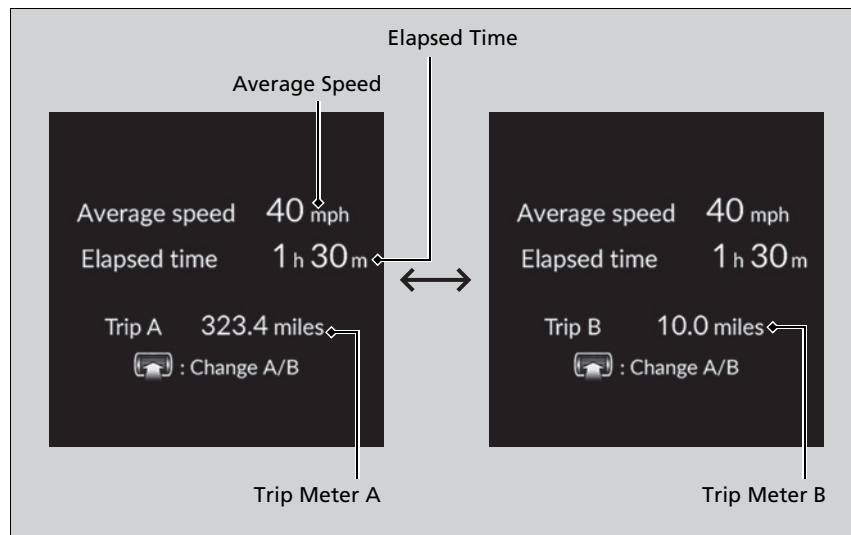 Elapsed Time
Average Speed
Average speed 40 mph
Elapsed time 1 h 30 m
Trip A 323.4 miles
: Change A/B
Average speed 40 mph
Elapsed time 1 h 30 m
Trip B 10.0 miles
: Change A/B
Trip Meter A
Trip Meter B